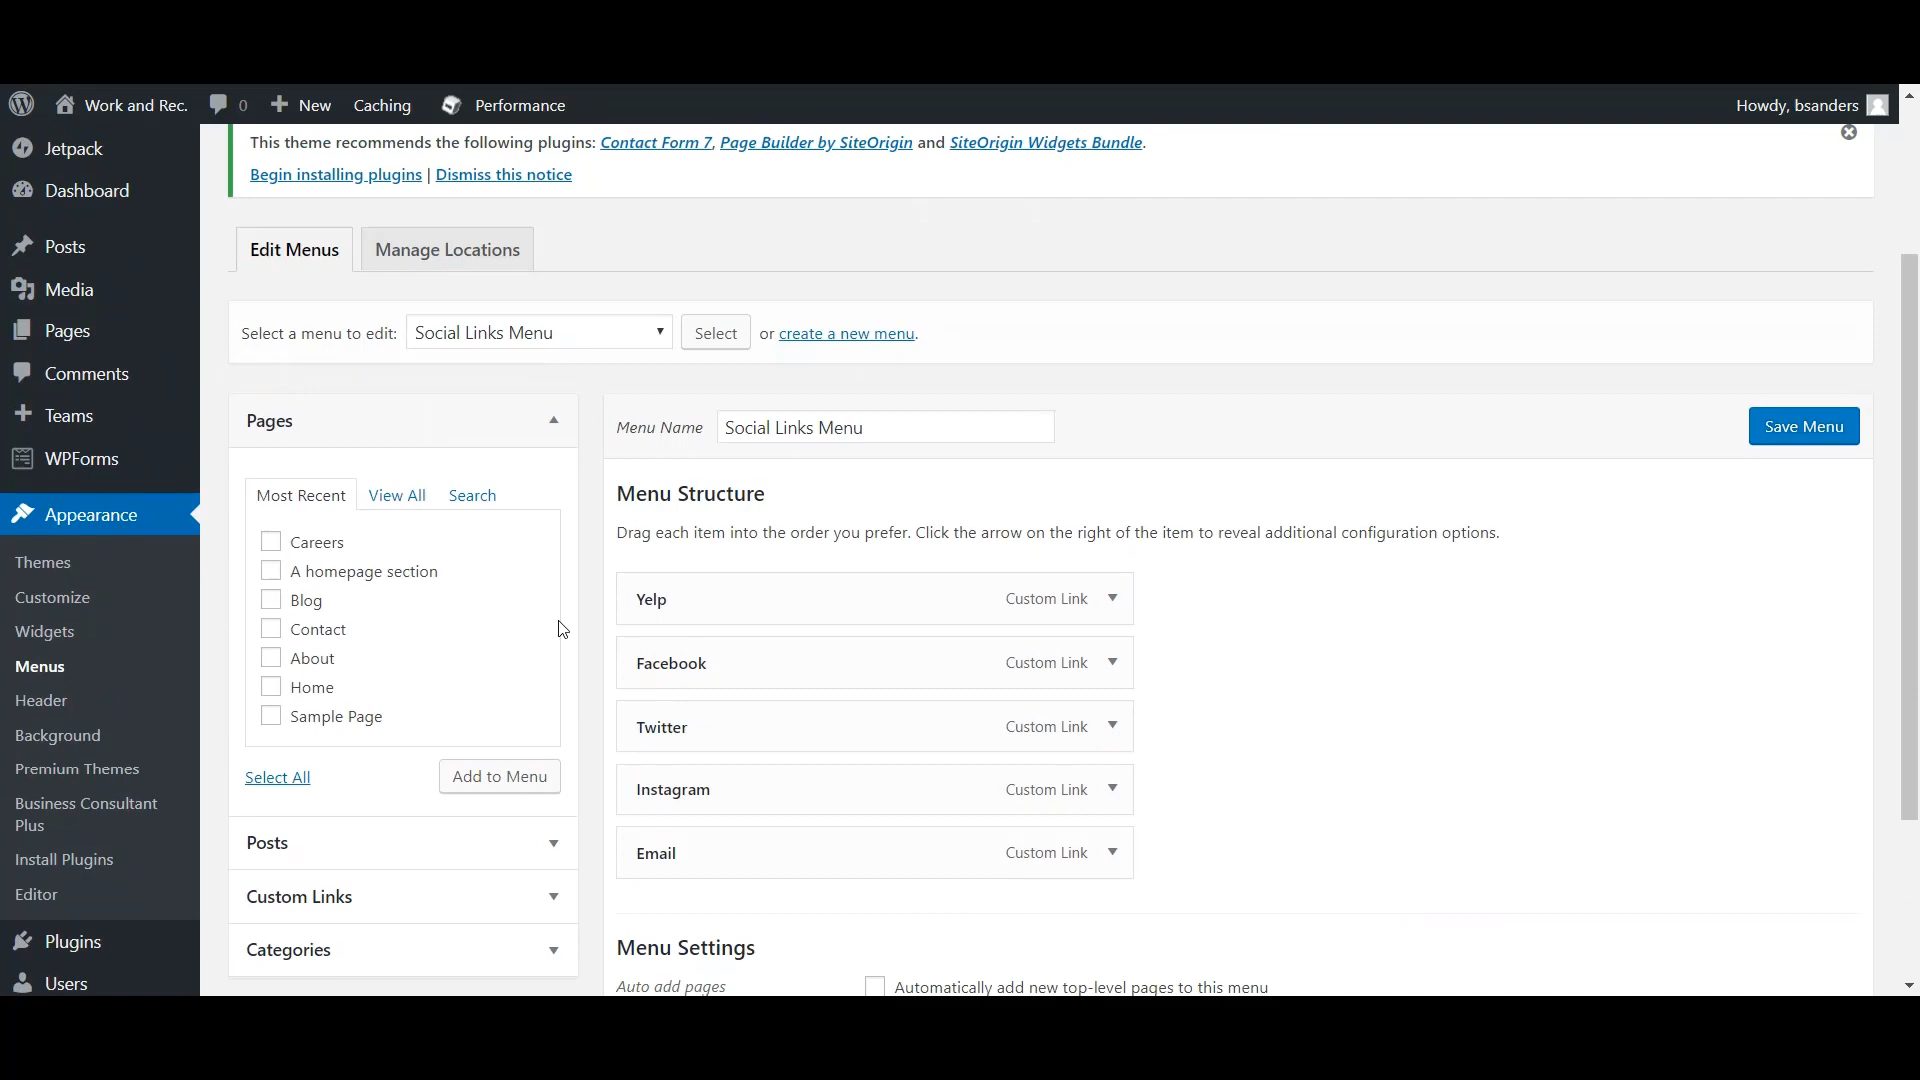 Work and Rec. 0 New Caching Performance Howdy, bsanders
Jetpack
Dashboard
Posts
Media
Pages
Comments
Teams
WPForms
Appearance
Themes
Customize
Widgets
Menus
Header
Background
Premium Themes
Business Consultant
Plus
Install Plugins
Editor
Plugins
Users
This theme recommends the following plugins: Contact Form 7, Page Builder by SiteOrigin and SiteOrigin Widgets Bundle.
Begin installing plugins | Dismiss this notice
Edit Menus Manage Locations
Select a menu to edit: Social Links Menu Select or create a new menu.
Pages
Most Recent View All Search
Careers
A homepage section
Blog
Contact
About
Home
Sample Page
Select All Add to Menu
Posts
Custom Links
Categories
Menu Name Social Links Menu Save Menu
Menu Structure
Drag each item into the order you prefer. Click the arrow on the right of the item to reveal additional configuration options.
Yelp Custom Link
Facebook Custom Link
Twitter Custom Link
Instagram Custom Link
Email Custom Link
Menu Settings
Auto add pages Automatically add new top-level pages to this menu